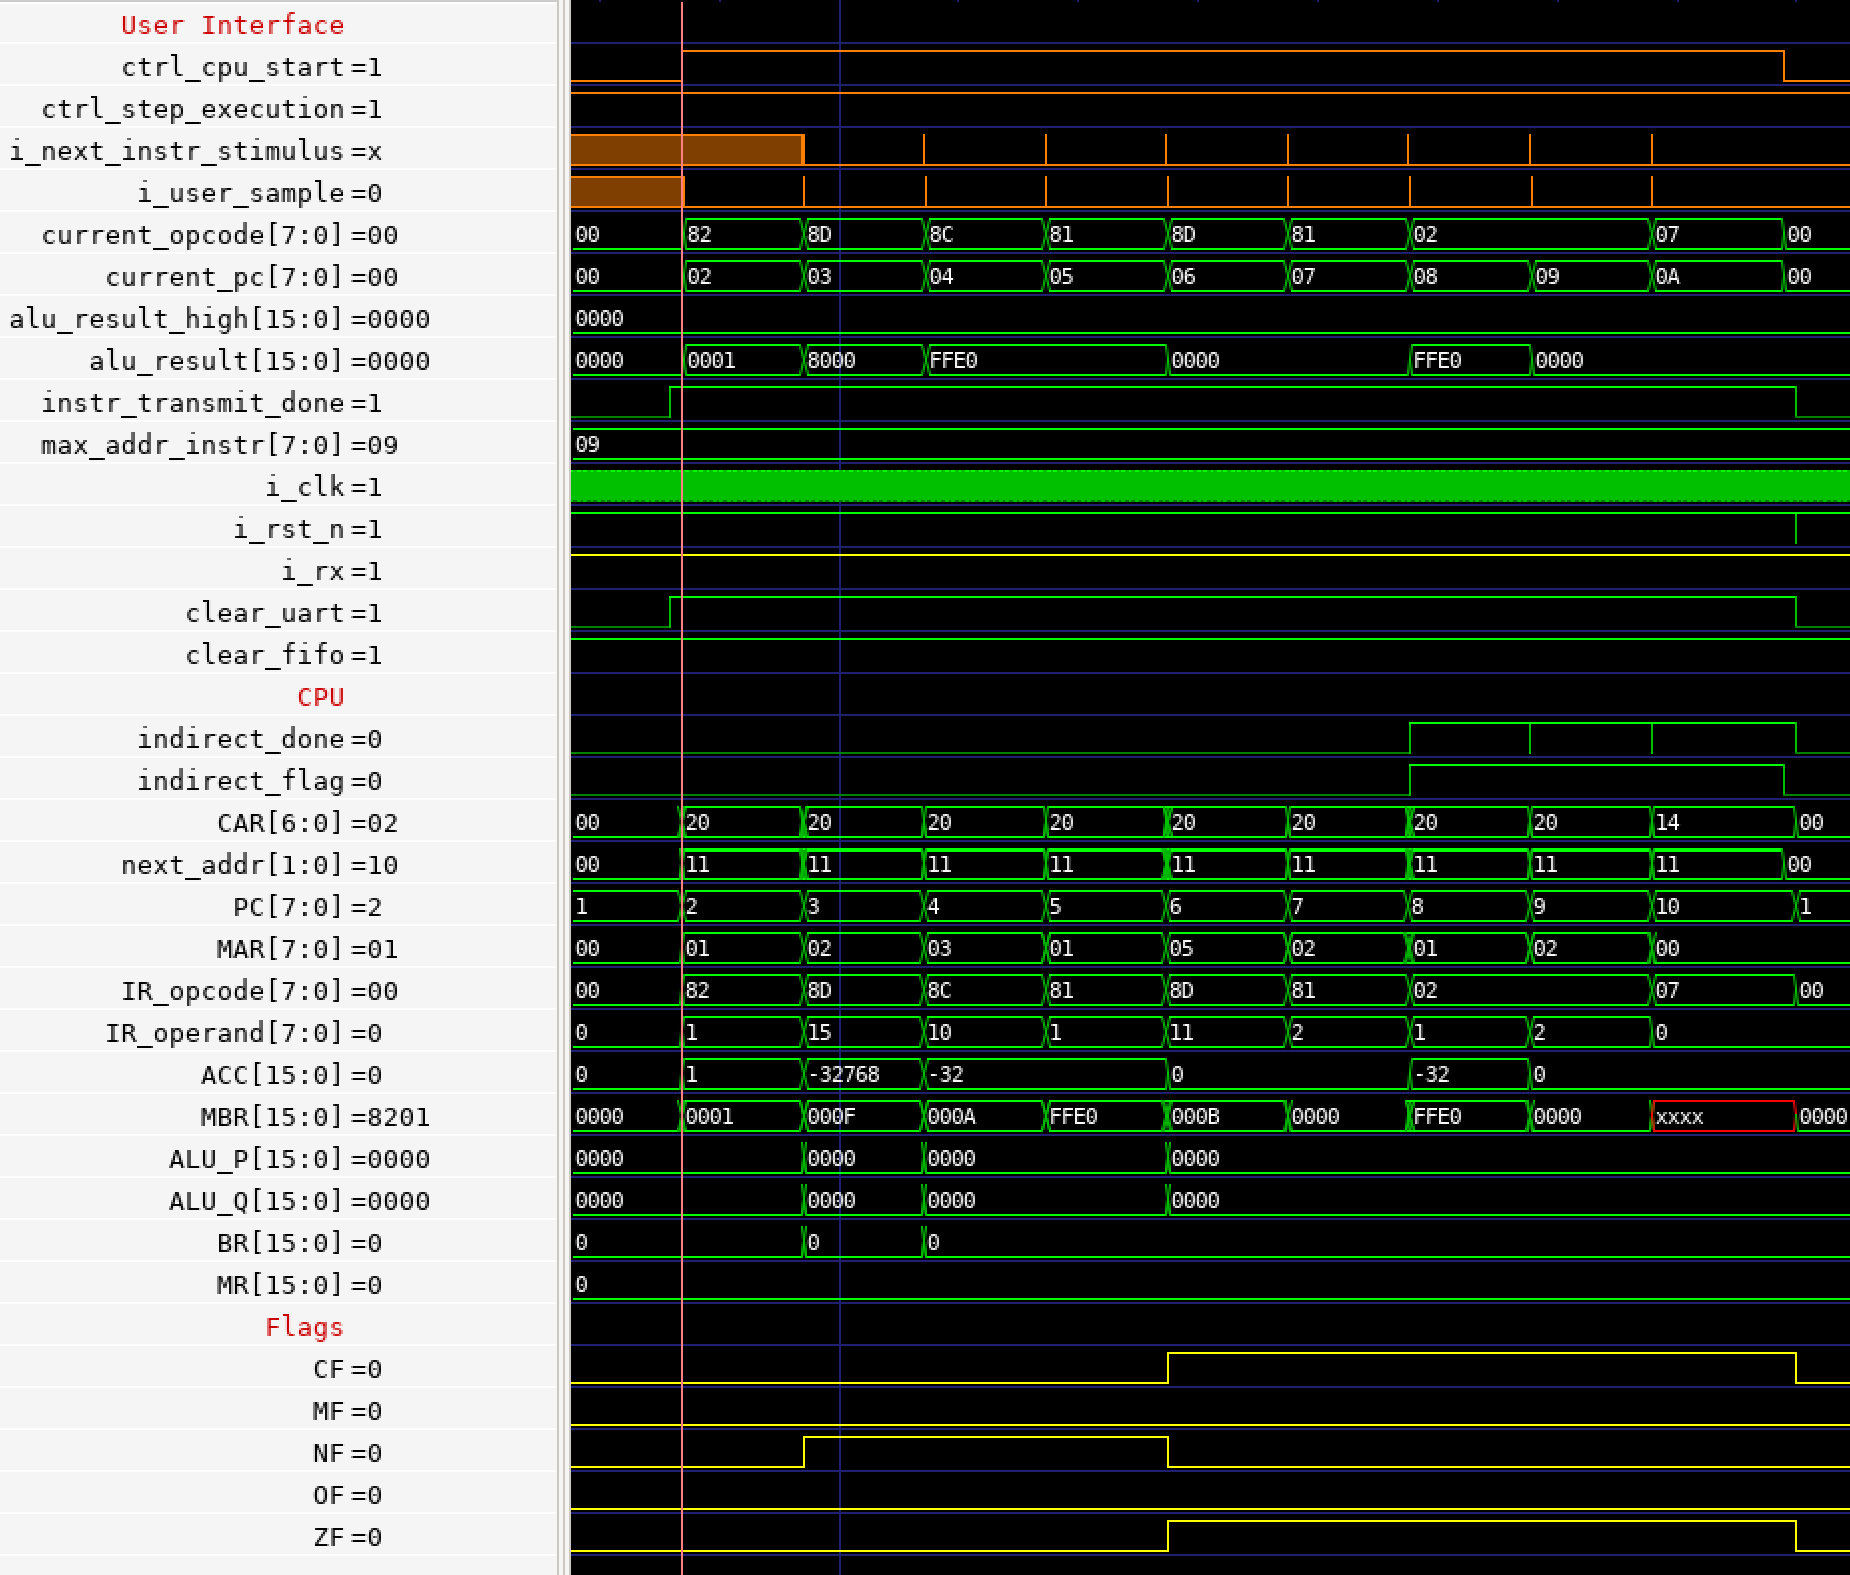 User Interface
ctrl_cpu_start =1
ctrl_step_execution =1
i_next_instr_stimulus =x
i_user_sample =0
current_opcode[7:0] =00 00 82 8D 8C 81 8D 81 02 07 00
current_pc[7:0] =00 00 02 03 04 05 06 07 08 09 0A 00
alu_result_high[15:0] =0000 0000
alu_result[15:0] =0000 0000 0001 8000 FFE0 0000 FFE0 0000
instr_transmit_done =1
max_addr_instr[7:0] =09 09
i_clk =1
i_rst_n =1
i_rx =1
clear_uart =1
clear_fifo =1
CPU
indirect_done =0
indirect_flag =0
CAR[6:0] =02 00 20 20 20 20 20 20 20 20 14 00
next_addr[1:0] =10 00 11 11 11 11 11 11 11 11 11 00
PC[7:0] =2 1 2 3 4 5 6 7 8 9 10 1
MAR[7:0] =01 00 01 02 03 01 05 02 01 02 00
IR_opcode[7:0] =00 00 82 8D 8C 81 8D 81 02 07 00
IR_operand[7:0] =0 0 1 15 10 1 11 2 1 2 0
ACC[15:0] =0 0 1 -32768 -32 0 -32 0
MBR[15:0] =8201 0000 0001 000F 000A FFE0 000B 0000 FFE0 0000 xxxx 0000
ALU_P[15:0] =0000 0000 0000 0000 0000
ALU_Q[15:0] =0000 0000 0000 0000 0000
BR[15:0] =0 0 0 0
MR[15:0] =0 0
Flags
CF =0
MF =0
NF =0
OF =0
ZF =0